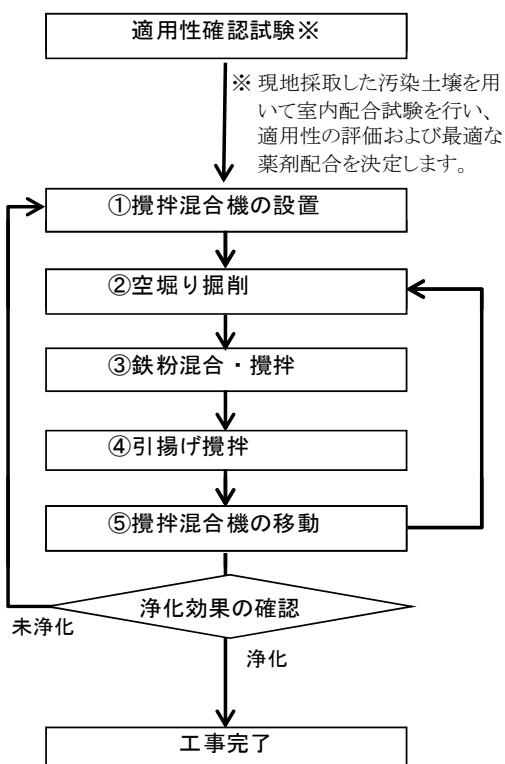 適用性確認試験※
※ 現地採取した汚染土壌を用
いて室内配合試験を行い、
適用性の評価および最適な
薬剤配合を決定します。
①攪拌混合機の設置
②空堀り掘削
③鉄粉混合・攪拌
④引揚げ攪拌
⑤攪拌混合機の移動
浄化効果の確認
未浄化
浄化
工事完了